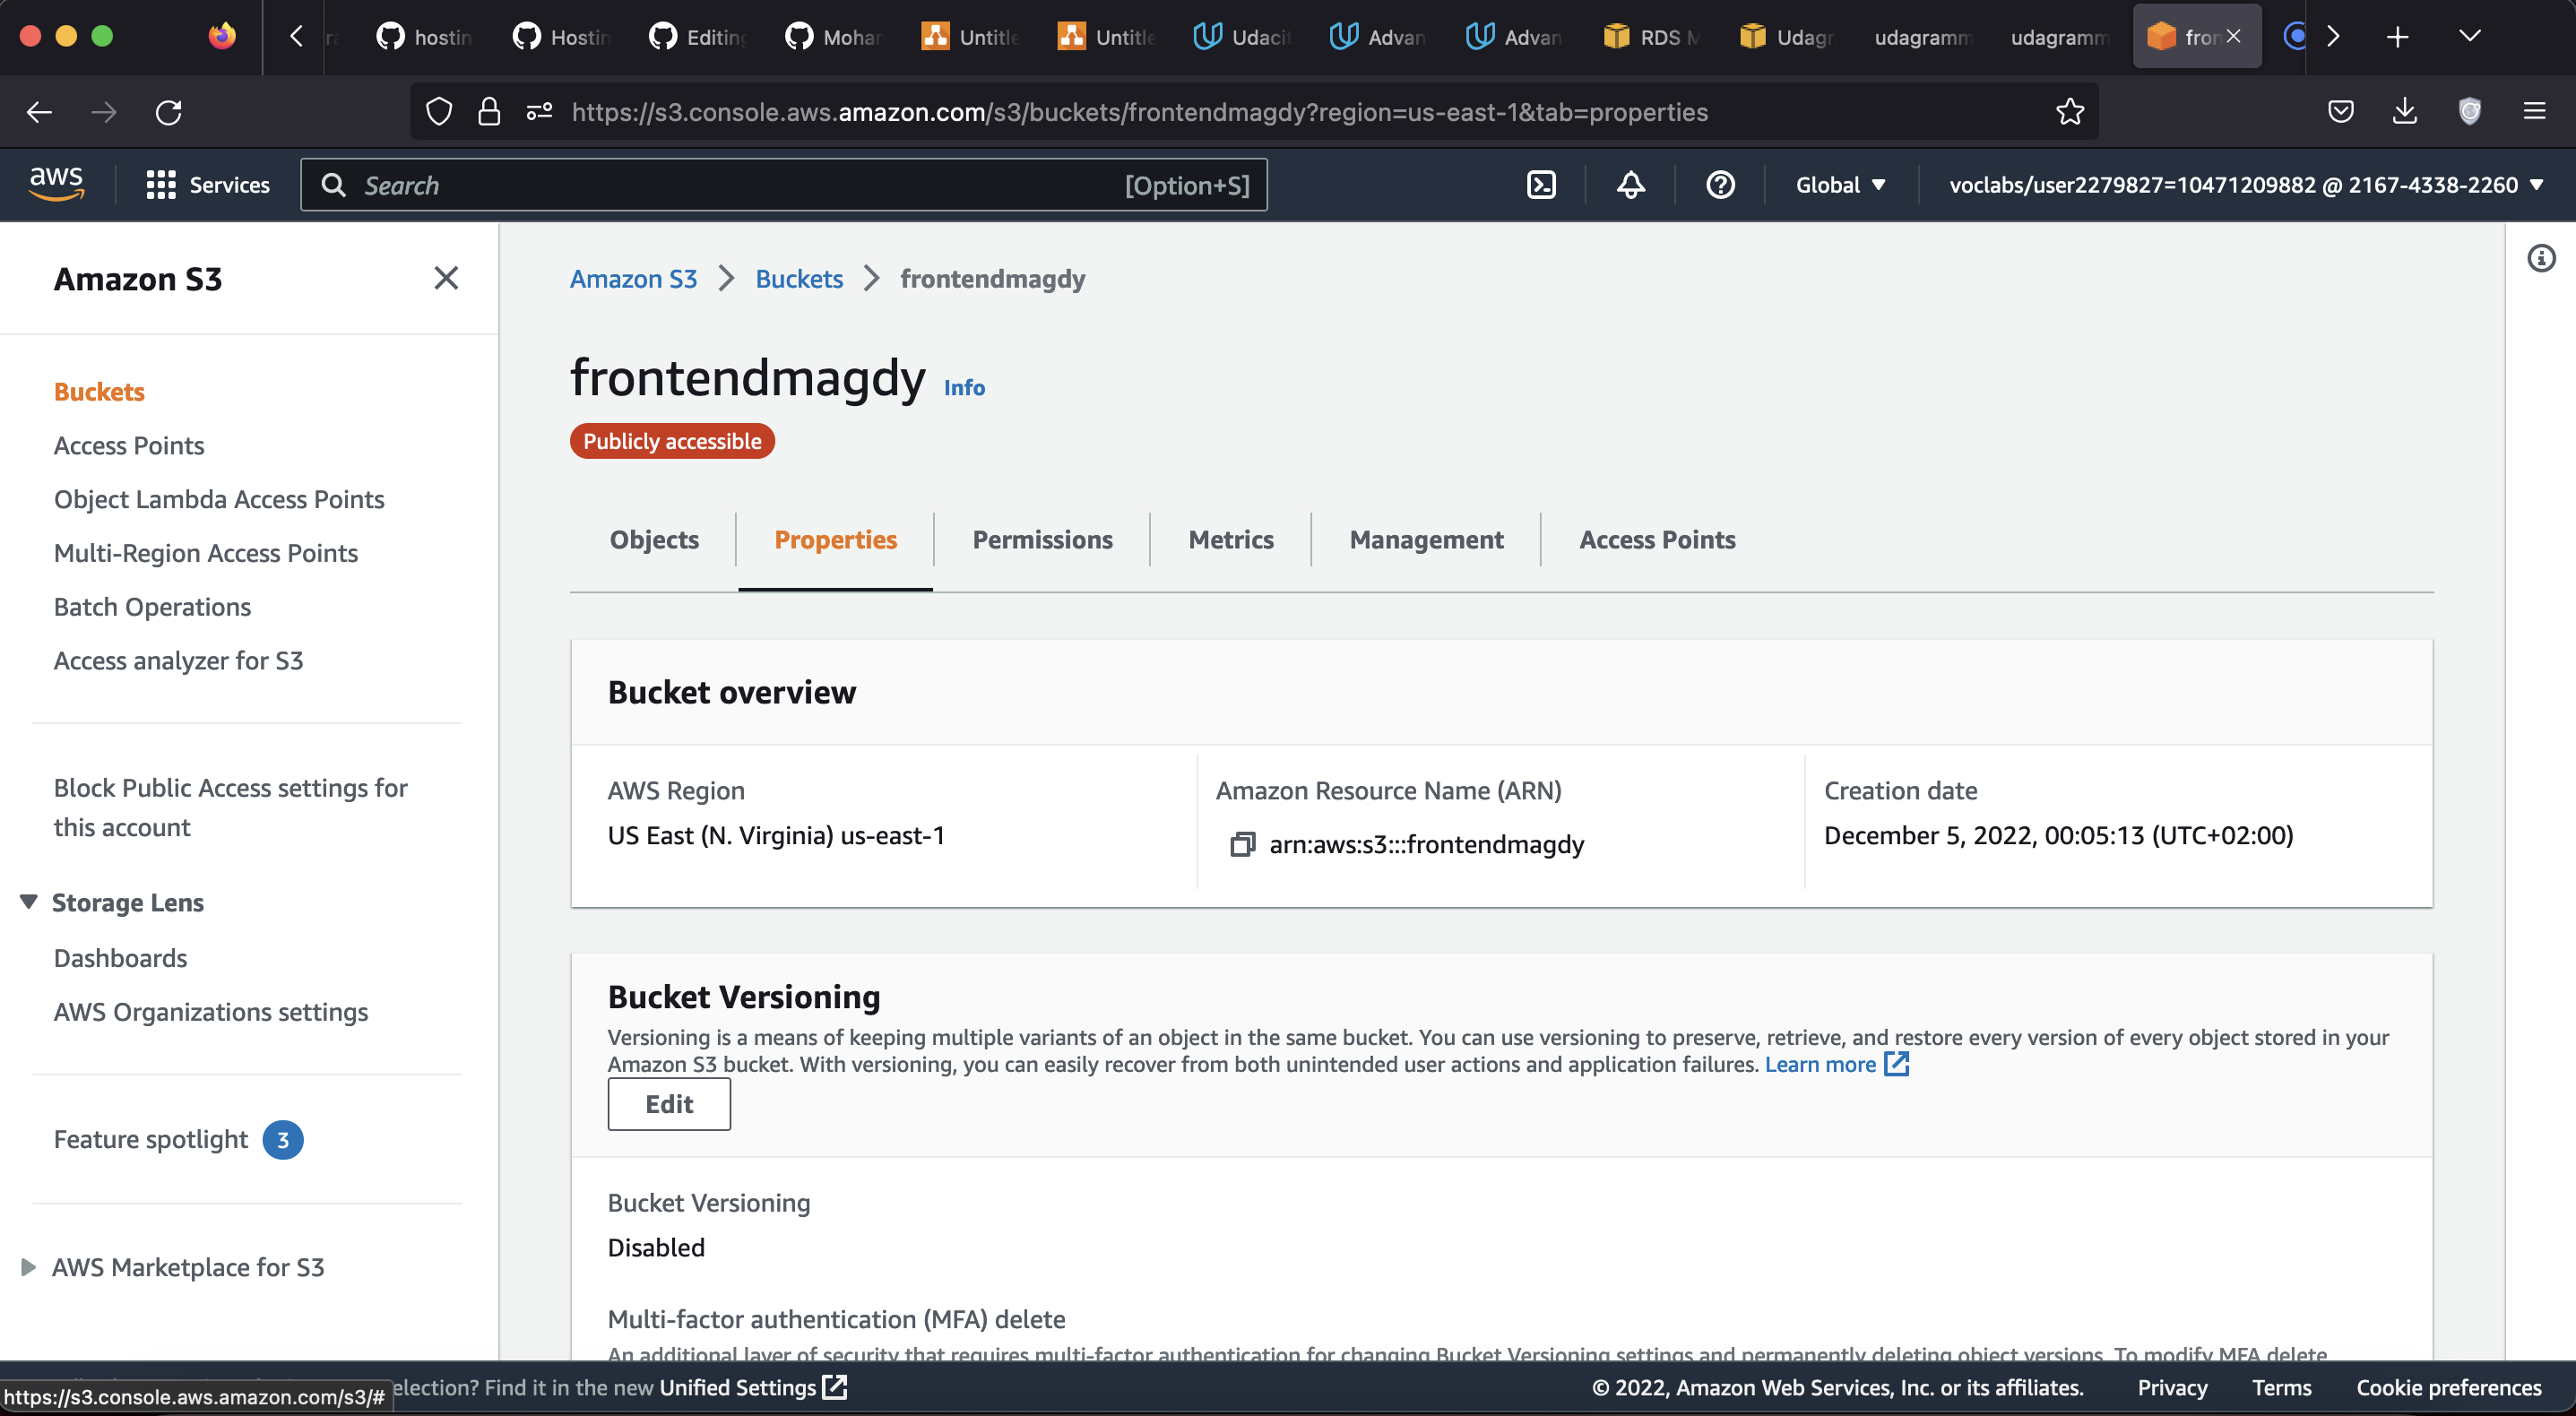 hostin
Hostin
Editing
Mohar
Untitle
Untitle
Udacit
Advan
Advan
RDS M
Udagr
udagramm
udagramm
fron
https://s3.console.aws.amazon.com/s3/buckets/frontendmagdy?region=us-east-1&tab=properties
aws
Services
Search
[Option+S]
Global
voclabs/user2279827=10471209882 @ 2167-4338-2260
Amazon S3
Buckets
Access Points
Object Lambda Access Points
Multi-Region Access Points
Batch Operations
Access analyzer for S3
Block Public Access settings for
this account
Storage Lens
Dashboards
AWS Organizations settings
Feature spotlight 3
AWS Marketplace for S3
Amazon S3 > Buckets > frontendmagdy
frontendmagdy Info
Publicly accessible
Objects
Properties
Permissions
Metrics
Management
Access Points
Bucket overview
AWS Region
US East (N. Virginia) us-east-1
Amazon Resource Name (ARN)
arn:aws:s3:::frontendmagdy
Creation date
December 5, 2022, 00:05:13 (UTC+02:00)
Bucket Versioning
Versioning is a means of keeping multiple variants of an object in the same bucket. You can use versioning to preserve, retrieve, and restore every version of every object stored in your
Amazon S3 bucket. With versioning, you can easily recover from both unintended user actions and application failures. Learn more
Edit
Bucket Versioning
Disabled
Multi-factor authentication (MFA) delete
An additional layer of security that requires multi-factor authentication for changing Bucket Versioning settings and permanently deleting object versions. To modify MFA delete
https://s3.console.aws.amazon.com/s3/#
election? Find it in the new Unified Settings
© 2022, Amazon Web Services, Inc. or its affiliates.
Privacy
Terms
Cookie preferences